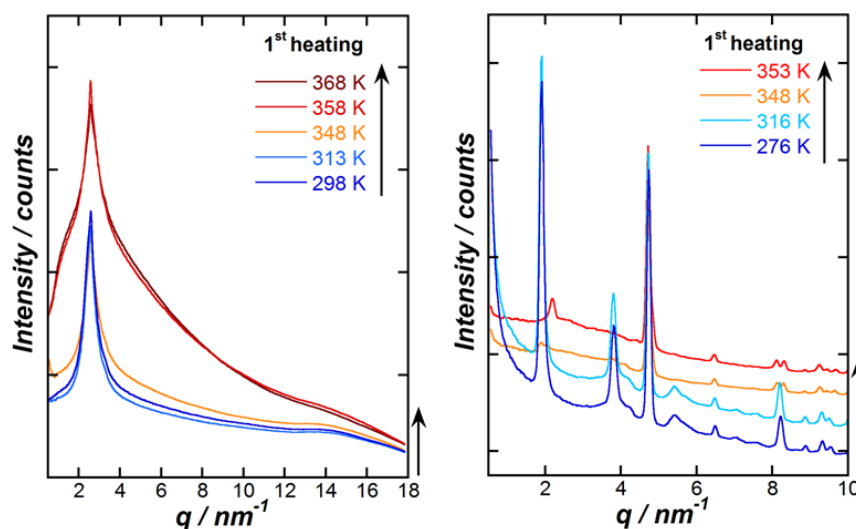 1st heating
368 K
358 K
348 K
313 K
298 K
Intensity / counts
0 4 6 8 10 12 14 16 18
q / nm-1
1st heating
353 K
348 K
316 K
276 K
Intensity / counts
2 4 6 8 10
q / nm-1